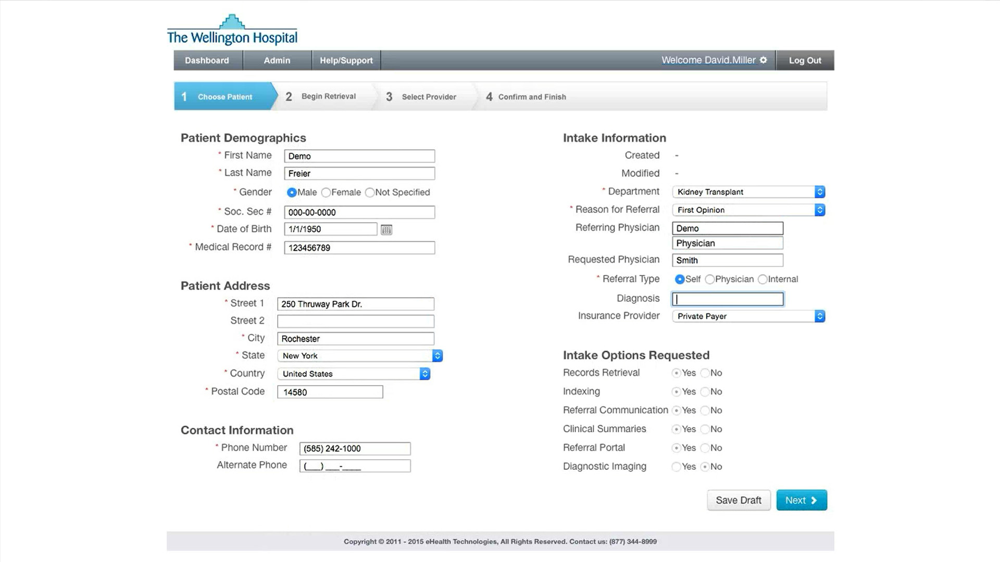 The Wellington Hospital
Dashboard Admin Help/Support Welcome David.Miller Log Out
1 Choose Patient 2 Begin Retrieval 3 Select Provider 4 Confirm and Finish
Patient Demographics
* First Name Demo
* Last Name Freier
* Gender Male Female Not Specified
* Soc. Sec # 000-00-0000
* Date of Birth 1/1/1950
* Medical Record # 123456789
Patient Address
* Street 1 250 Thruway Park Dr.
Street 2
* City Rochester
* State New York
* Country United States
* Postal Code 14580
Contact Information
* Phone Number (585) 242-1000
Alternate Phone (___) ___-____
Intake Information
Created -
Modified -
* Department Kidney Transplant
* Reason for Referral First Opinion
Referring Physician Demo
Physician
Requested Physician Smith
* Referral Type Self Physician Internal
Diagnosis
Insurance Provider Private Payer
Intake Options Requested
Records Retrieval Yes No
Indexing Yes No
Referral Communication Yes No
Clinical Summaries Yes No
Referral Portal Yes No
Diagnostic Imaging Yes No
Save Draft Next
Copyright © 2011 - 2015 eHealth Technologies, All Rights Reserved. Contact us: (877) 344-8999